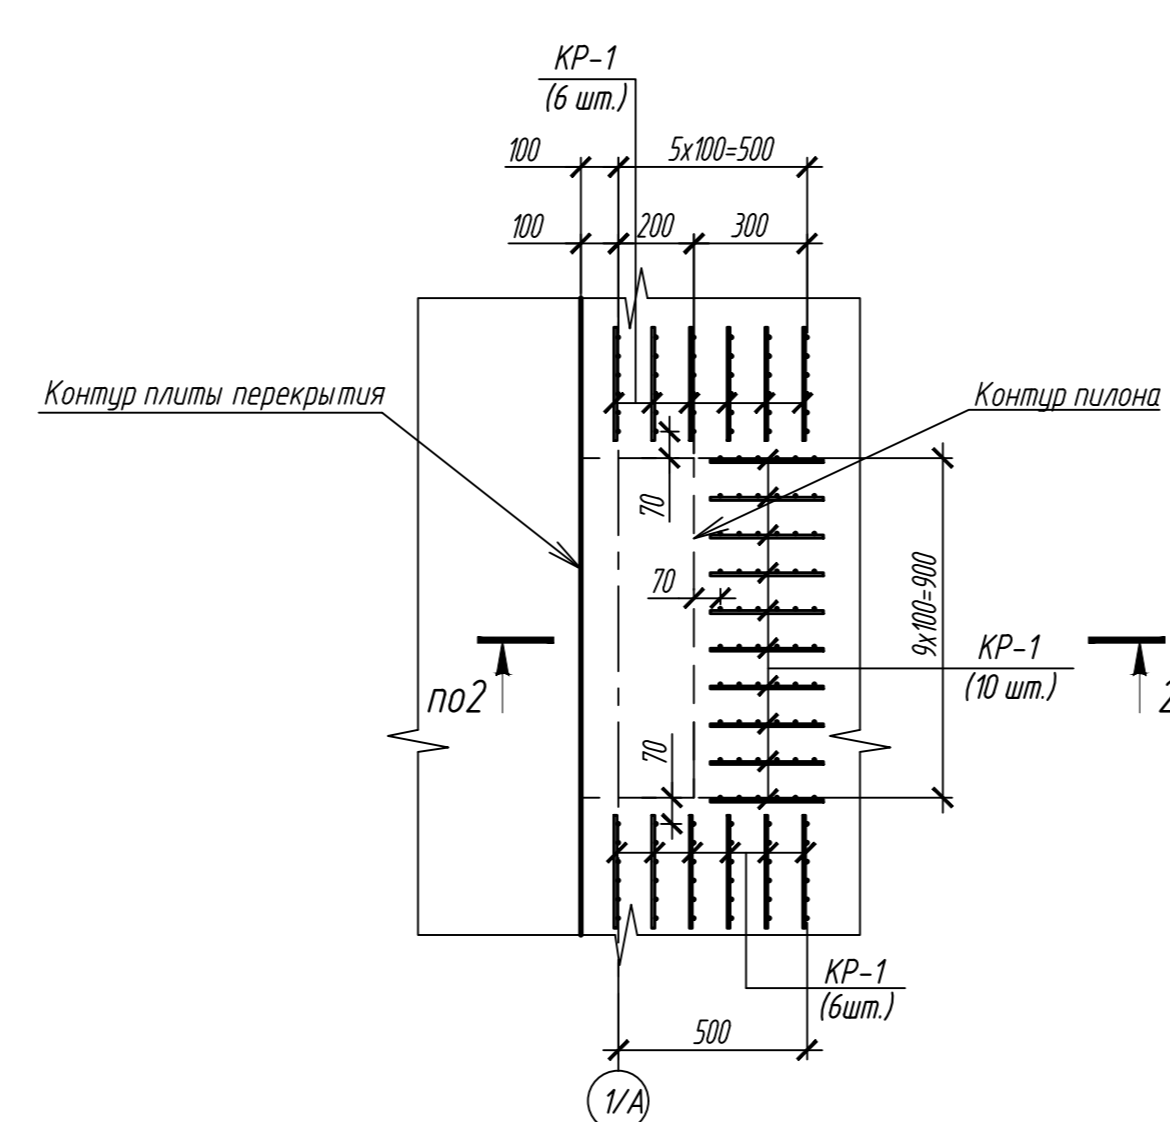 КР-1
(6 шт.)
100
5х100=500
100
200
300
Контур плиты перекрытия
Контур пилона
70
70
9х100=900
КР-1
(10 шт.)
по2
2
70
КР-1
(6шт.)
500
1/А